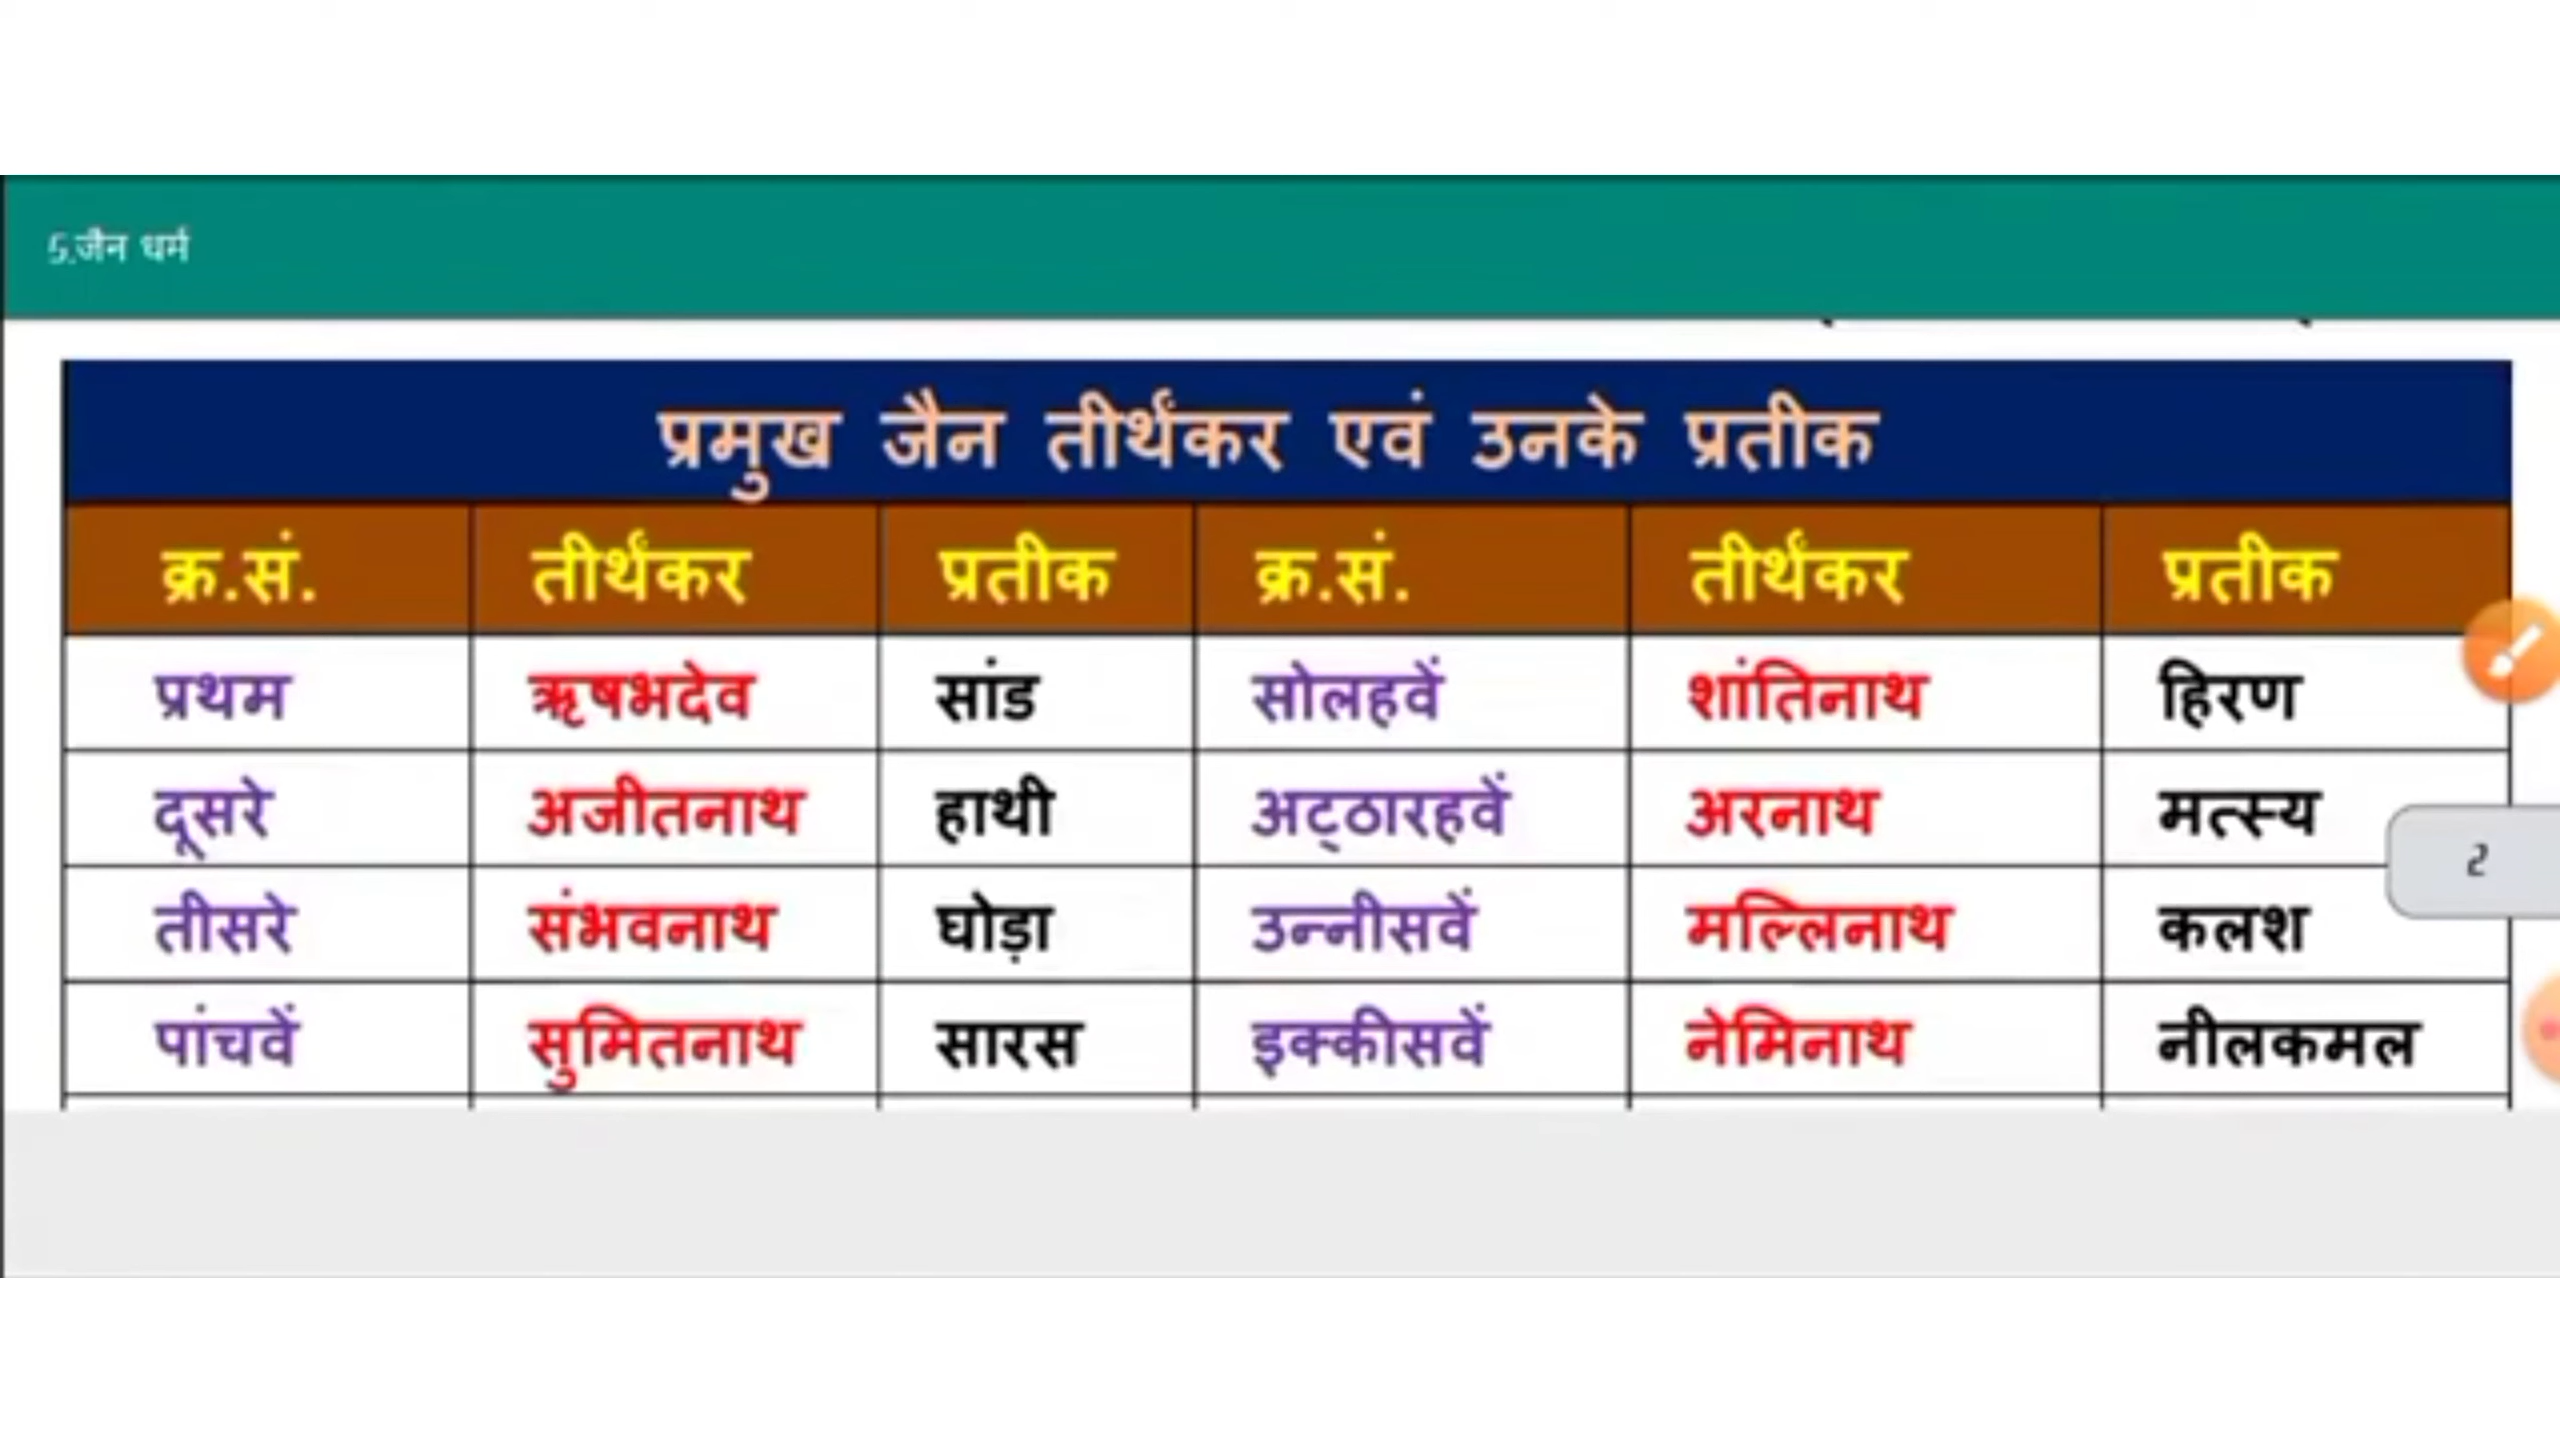 5.जैन धर्म
प्रमुख जैन तीर्थंकर एवं उनके प्रतीक
क्र.सं. तीर्थंकर प्रतीक क्र.सं. तीर्थंकर प्रतीक
प्रथम ऋषभदेव सांड सोलहवें शांतिनाथ हिरण
दूसरे अजीतनाथ हाथी अट्ठारहवें अरनाथ मत्स्य
2
तीसरे संभवनाथ घोड़ा उन्नीसवें मल्लिनाथ कलश
पांचवें सुमितनाथ सारस इक्कीसवें नेमिनाथ नीलकमल